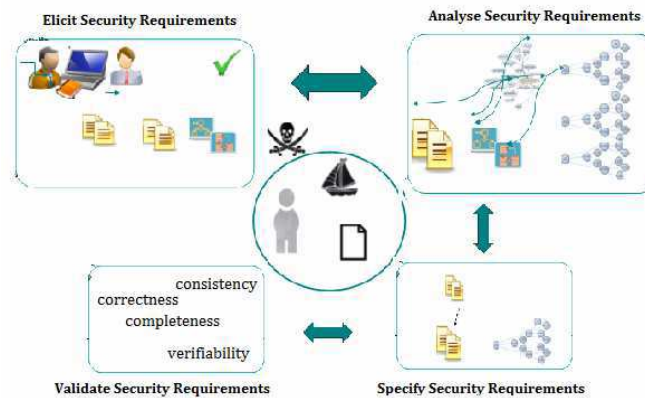 Elicit Security Requirements
Analyse Security Requirements
consistency
correctness
completeness
verifiability
Validate Security Requirements
Specify Security Requirements